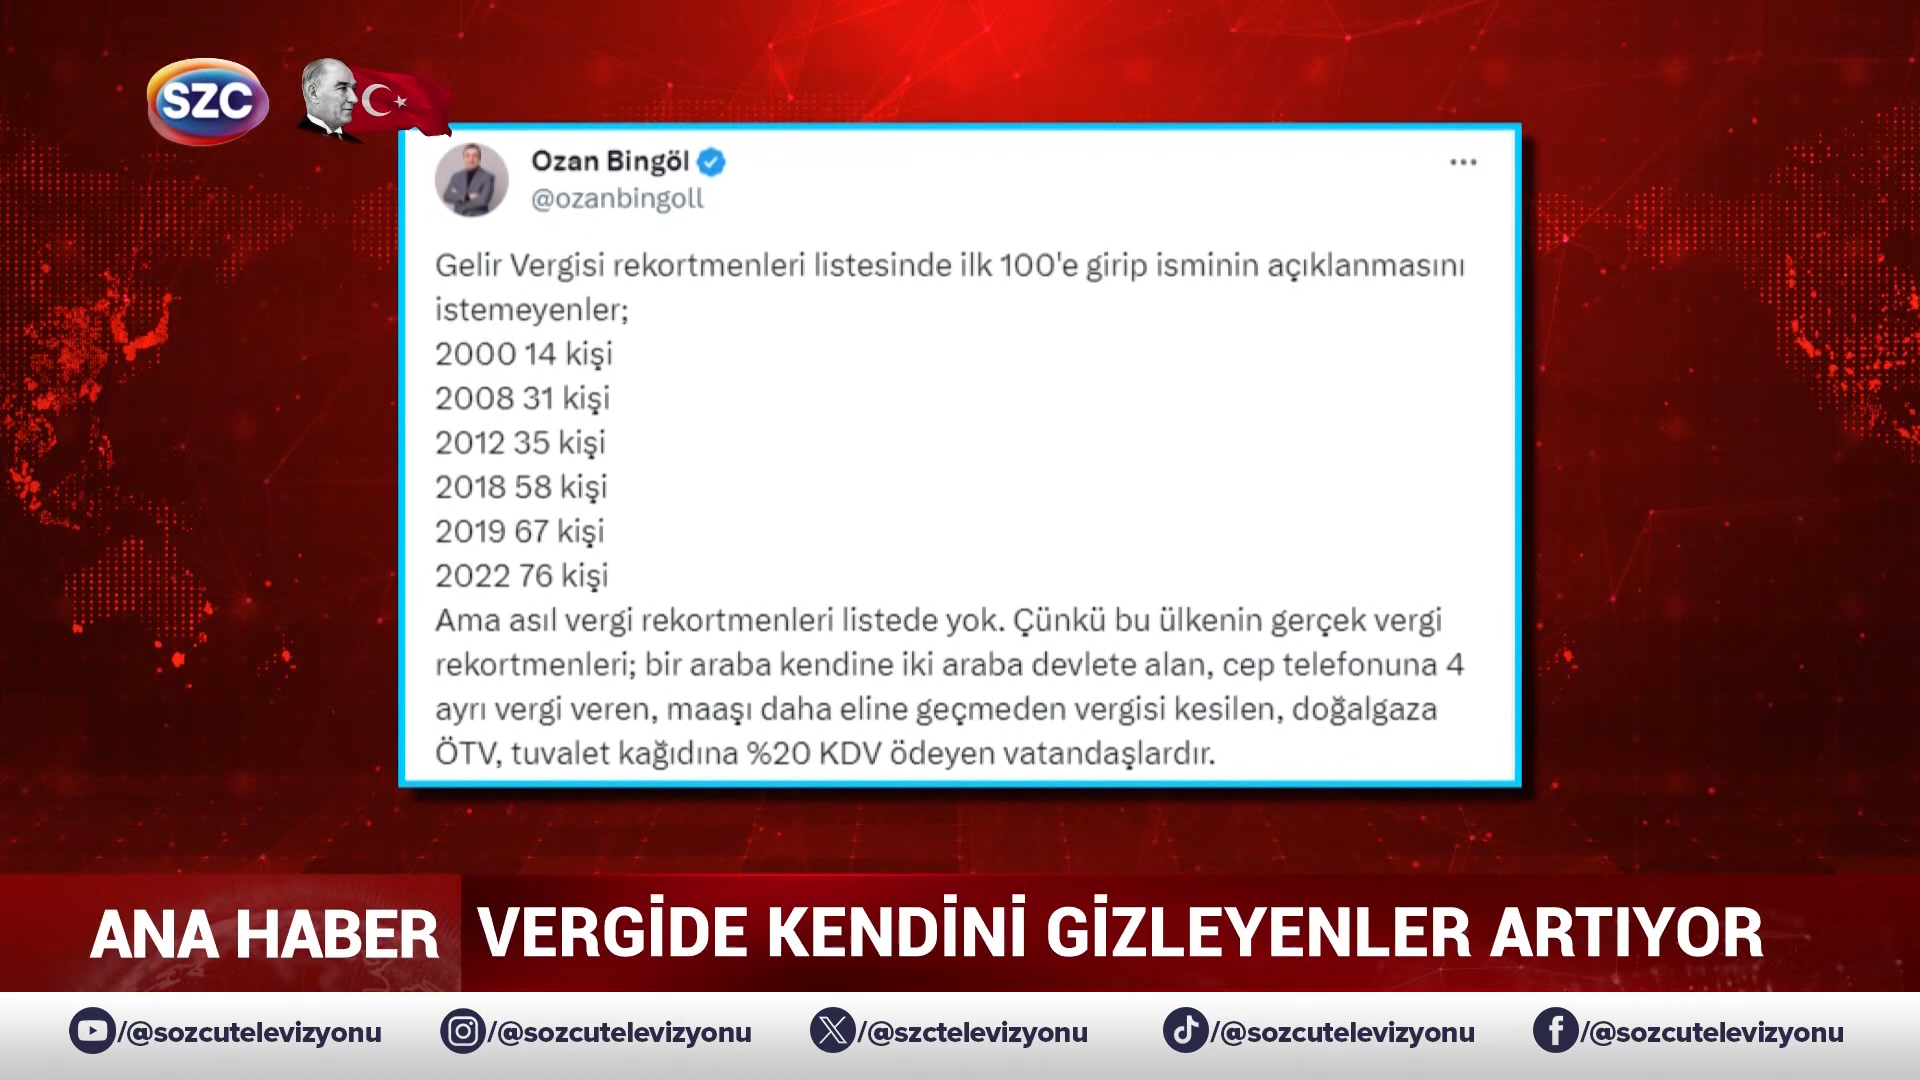 SZC
Ozan Bingöl
@ozanbingoll
Gelir Vergisi rekortmenleri listesinde ilk 100'e girip isminin açıklanmasını
istemeyenler;
2000 14 kişi
2008 31 kişi
2012 35 kişi
2018 58 kişi
2019 67 kişi
2022 76 kişi
Ama asıl vergi rekortmenleri listede yok. Çünkü bu ülkenin gerçek vergi
rekortmenleri; bir araba kendine iki araba devlete alan, cep telefonuna 4
ayrı vergi veren, maaşı daha eline geçmeden vergisi kesilen, doğalgaza
ÖTV, tuvalet kağıdına %20 KDV ödeyen vatandaşlardır.
ANA HABER
VERGİDE KENDİNİ GİZLEYENLER ARTIYOR
/@sozcutelevizyonu /@sozcutelevizyonu /@szctelevizyonu /@sozcutelevizyonu /@sozcutelevizyonu